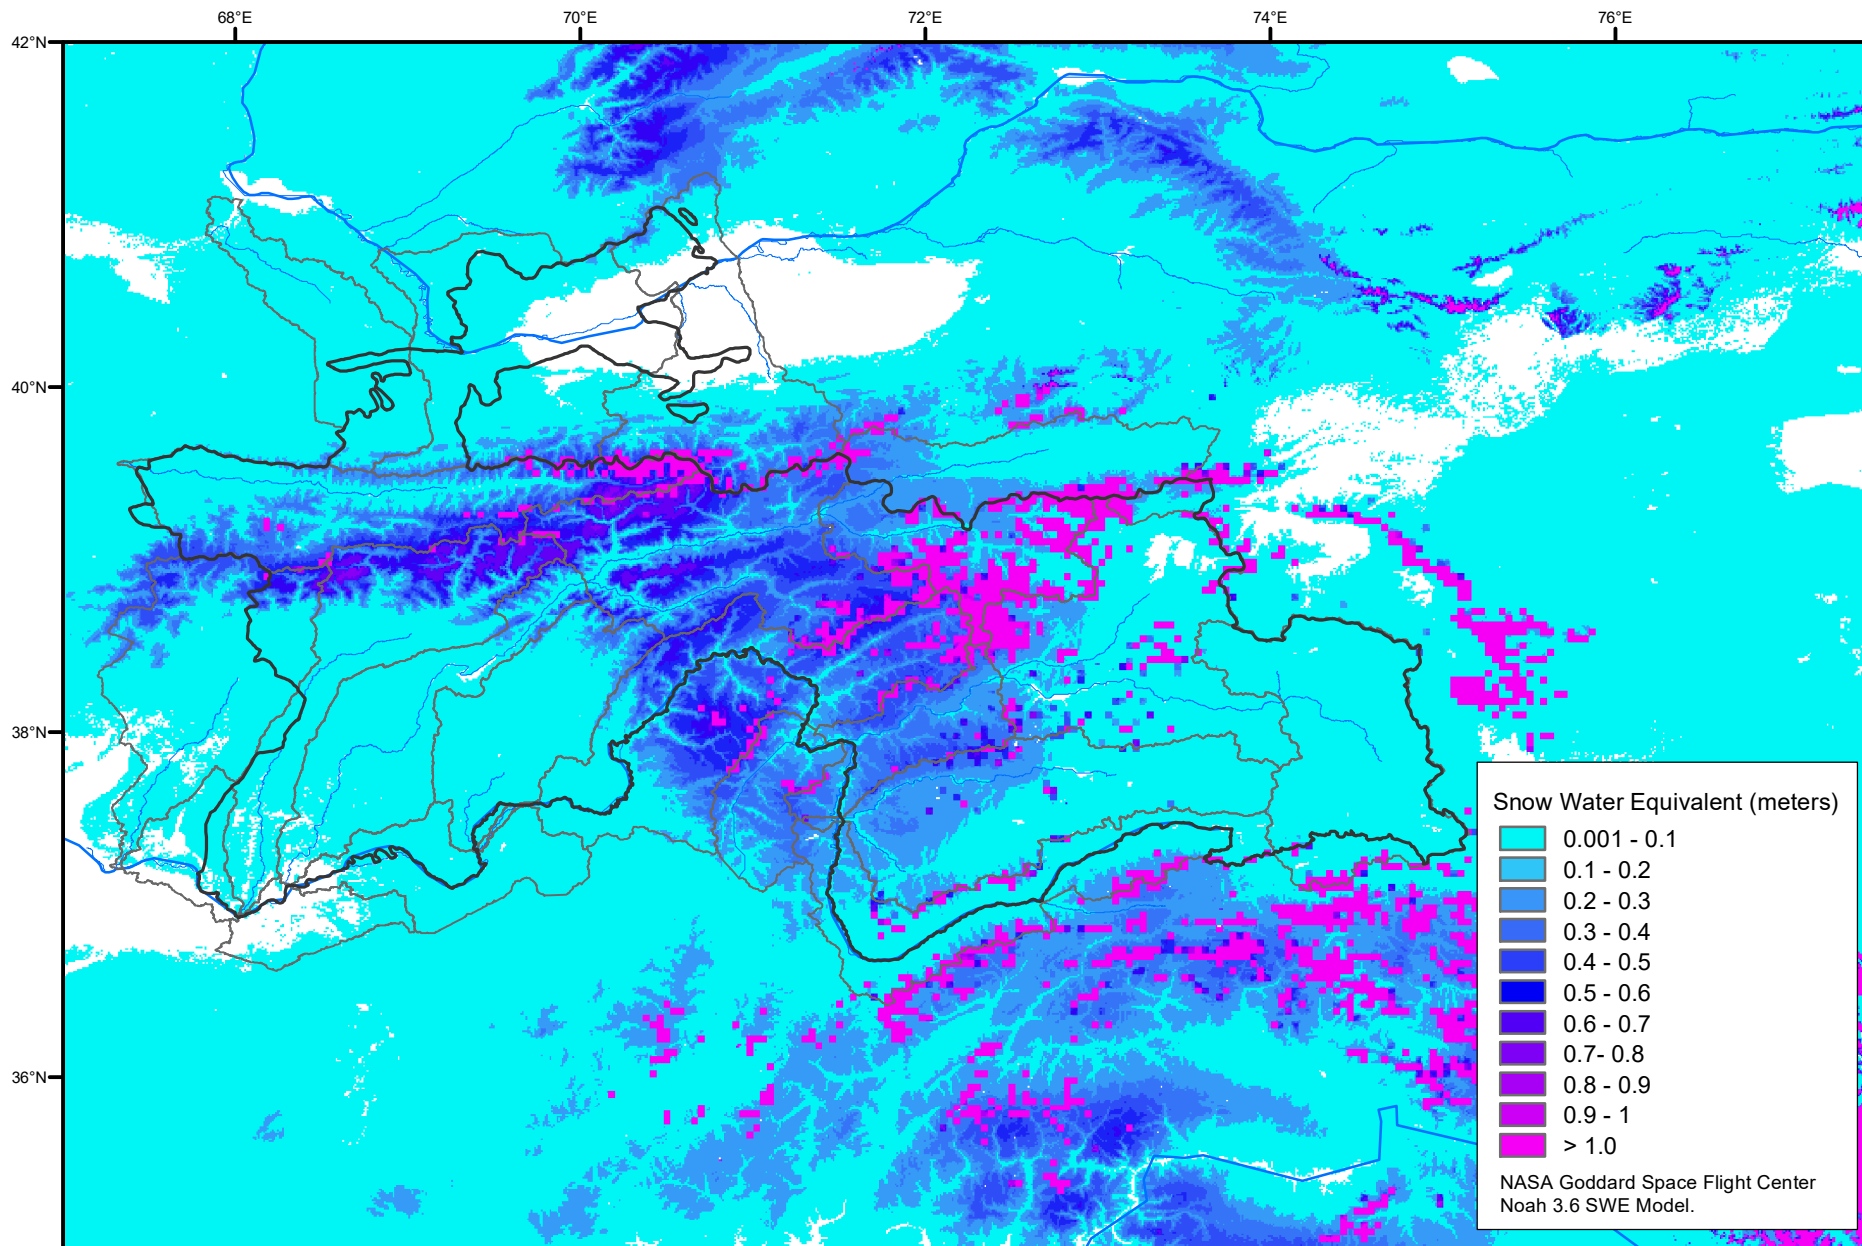 68°E 70°E 72°E 74°E 76°E
42°N
40°N
38°N
36°N
Snow Water Equivalent (meters)
0.001 - 0.1
0.1 - 0.2
0.2 - 0.3
0.3 - 0.4
0.4 - 0.5
0.5 - 0.6
0.6 - 0.7
0.7- 0.8
0.8 - 0.9
0.9 - 1
> 1.0
NASA Goddard Space Flight Center
Noah 3.6 SWE Model.